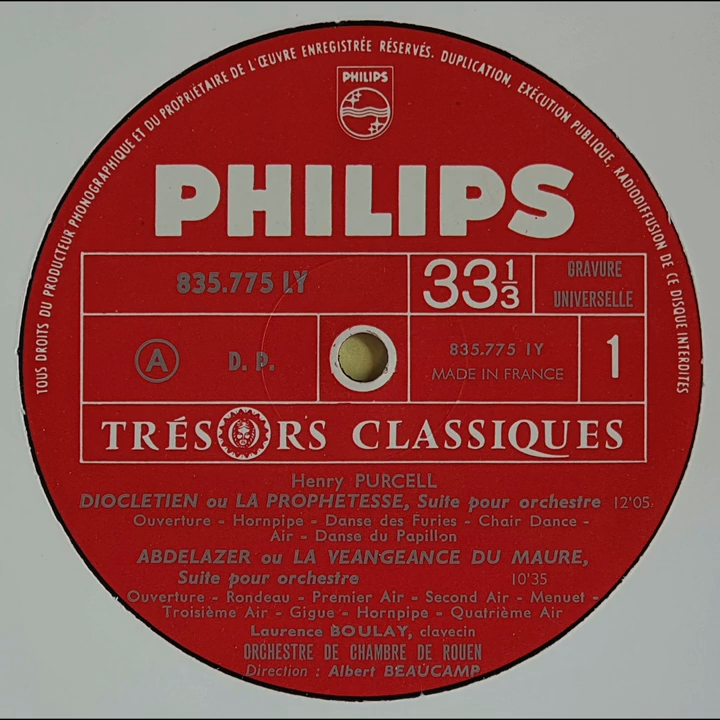 TOUS DROITS DU PRODUCTEUR PHONOGRAPHIQUE ET DU PROPRIÉTAIRE DE L'ŒUVRE ENREGISTRÉE RÉSERVÉS. DUPLICATION, EXÉCUTION PUBLIQUE, RADIODIFFUSION DE CE DISQUE INTERDITES
PHILIPS
PHILIPS
835.775 LY
33 1/3
GRAVURE
UNIVERSELLE
A
D. P.
835.775 1Y
MADE IN FRANCE
1
TRÉSORS CLASSIQUES
Henry PURCELL
DIOCLETIEN ou LA PROPHETESSE, Suite pour orchestre 12'05
Ouverture - Hornpipe - Danse des Furies - Chair Dance -
Air - Danse du Papillon
ABDELAZER ou LA VEANGEANCE DU MAURE,
Suite pour orchestre 10'35
Ouverture - Rondeau - Premier Air - Second Air - Menuet -
Troisième Air - Gigue - Hornpipe - Quatrième Air
Laurence BOULAY, clavecin
ORCHESTRE DE CHAMBRE DE ROUEN
Direction : Albert BEAUCAMP